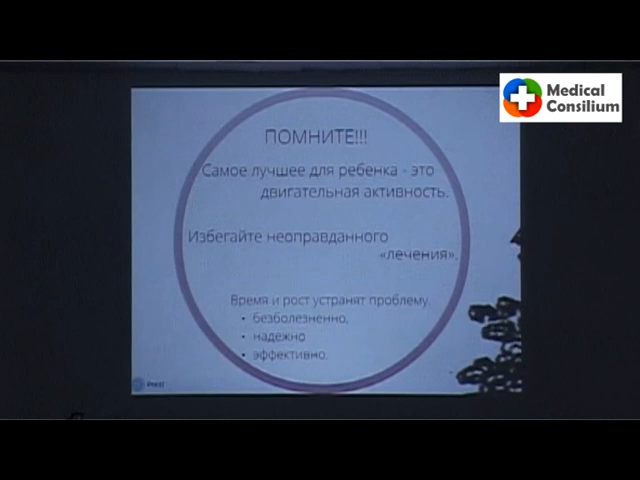 Medical
Consilium
ПОМНИТЕ!!!
Самое лучшее для ребенка - это
двигательная активность.
Избегайте неоправданного
«лечения».
Время и рост устранят проблему.
• безболезненно,
• надежно
• эффективно.
Prezi